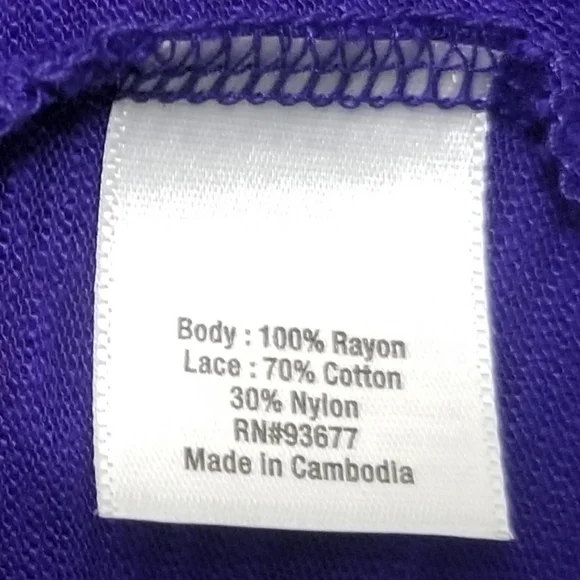 Body : 100% Rayon
Lace : 70% Cotton
30% Nylon
RN#93677
Made in Cambodia